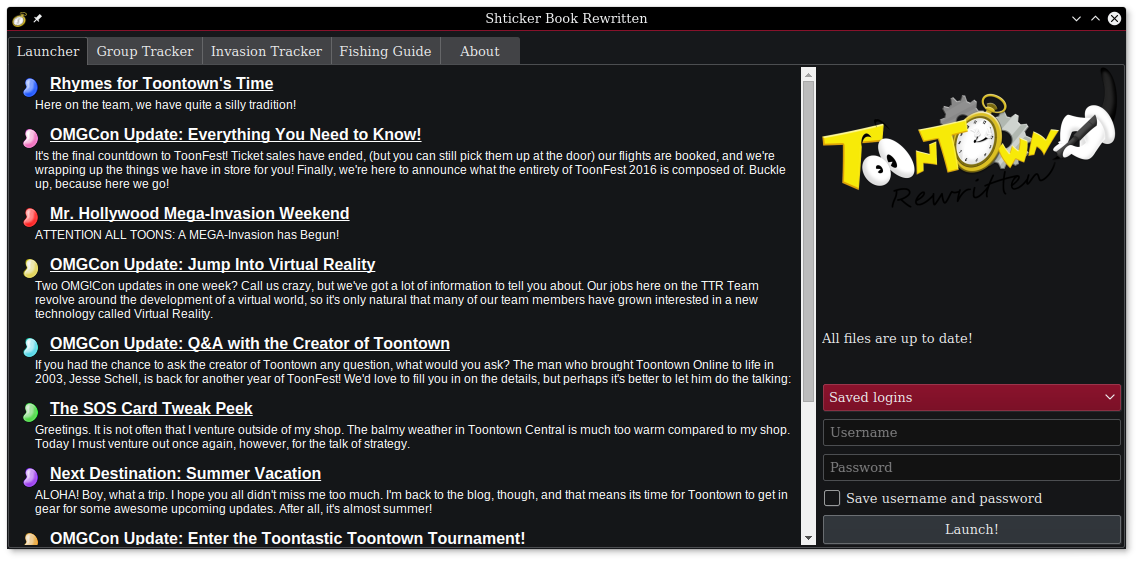 Shticker Book Rewritten
Launcher
Group Tracker
Invasion Tracker
Fishing Guide
About
Rhymes for Toontown's Time
Here on the team, we have quite a silly tradition!
OMGCon Update: Everything You Need to Know!
It's the final countdown to ToonFest! Ticket sales have ended, (but you can still pick them up at the door) our flights are booked, and we're
wrapping up the things we have in store for you! Finally, we're here to announce what the entirety of ToonFest 2016 is composed of. Buckle
up, because here we go!
Mr. Hollywood Mega-Invasion Weekend
ATTENTION ALL TOONS: A MEGA-Invasion has Begun!
OMGCon Update: Jump Into Virtual Reality
Two OMG!Con updates in one week? Call us crazy, but we've got a lot of information to tell you about. Our jobs here on the TTR Team
revolve around the development of a virtual world, so it's only natural that many of our team members have grown interested in a new
technology called Virtual Reality.
OMGCon Update: Q&A with the Creator of Toontown
If you had the chance to ask the creator of Toontown any question, what would you ask? The man who brought Toontown Online to life in
2003, Jesse Schell, is back for another year of ToonFest! We'd love to fill you in on the details, but perhaps it's better to let him do the talking:
The SOS Card Tweak Peek
Greetings. It is not often that I venture outside of my shop. The balmy weather in Toontown Central is much too warm compared to my shop.
Today I must venture out once again, however, for the talk of strategy.
Next Destination: Summer Vacation
ALOHA! Boy, what a trip. I hope you all didn't miss me too much. I'm back to the blog, though, and that means its time for Toontown to get in
gear for some awesome upcoming updates. After all, it's almost summer!
OMGCon Update: Enter the Toontastic Toontown Tournament!
TOONTOWN
Rewritten
All files are up to date!
Saved logins
Username
Password
Save username and password
Launch!